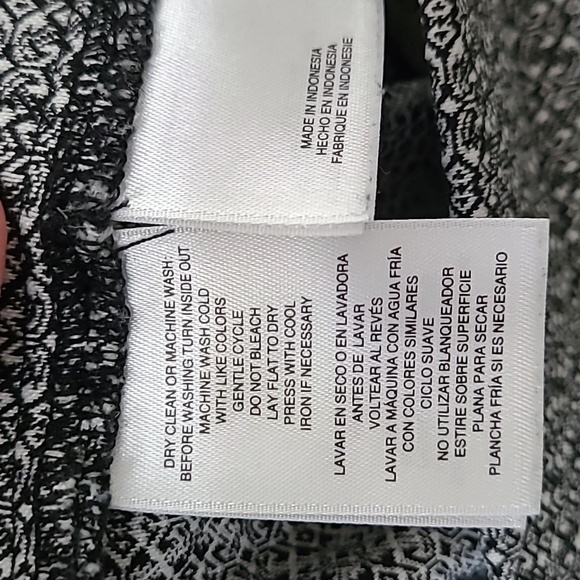 MADE IN INDONESIA
HECHO EN INDONESIA
FABRIQUE EN INDONESIE
DRY CLEAN OR MACHINE WASH:
BEFORE WASHING TURN INSIDE OUT
MACHINE WASH COLD
WITH LIKE COLORS
GENTLE CYCLE
DO NOT BLEACH
LAY FLAT TO DRY
PRESS WITH COOL
IRON IF NECESSARY
LAVAR EN SECO O EN LAVADORA
ANTES DE LAVAR
VOLTEAR AL REVÉS
LAVAR A MÁQUINA CON AGUA FRÍA
CON COLORES SIMILARES
CICLO SUAVE
NO UTILIZAR BLANQUEADOR
ESTIRE SOBRE SUPERFICIE
PLANA PARA SECAR
PLANCHA FRÍA SI ES NECESARIO